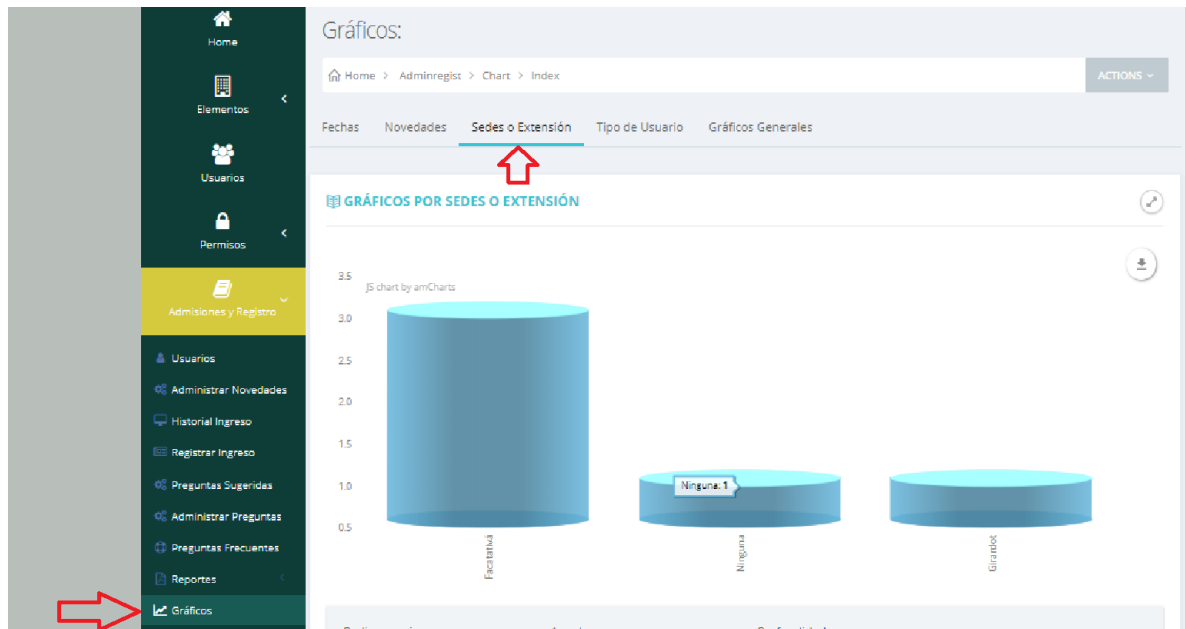 Home
Elementos
Usuarios
Permisos
Admisiones y Registro
Usuarios
Administrar Novedades
Historial Ingreso
Registrar Ingreso
Preguntas Sugeridas
Administrar Preguntas
Preguntas Frecuentes
Reportes
Gráficos
Gráficos:
Home > Adminregist > Chart > Index
ACTIONS
Fechas Novedades Sedes o Extensión Tipo de Usuario Gráficos Generales
GRÁFICOS POR SEDES O EXTENSIÓN
JS chart by amCharts
3.5
3.0
2.5
2.0
1.5
1.0
0.5
Ninguna: 1
Facatativá
Ninguna
Girardot